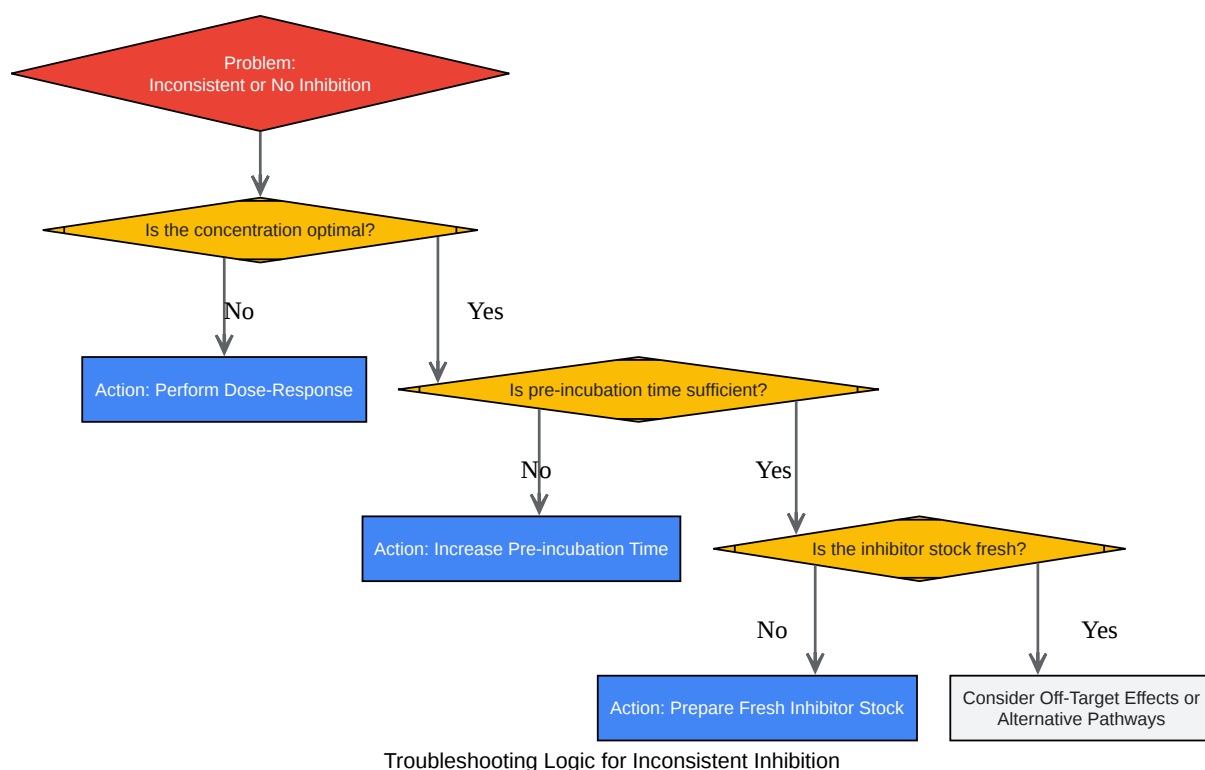 Problem:
Inconsistent or No Inhibition
Is the concentration optimal?
No
Yes
Action: Perform Dose-Response
Is pre-incubation time sufficient?
No
Yes
Action: Increase Pre-incubation Time
Is the inhibitor stock fresh?
No
Yes
Action: Prepare Fresh Inhibitor Stock
Consider Off-Target Effects or
Alternative Pathways
Troubleshooting Logic for Inconsistent Inhibition